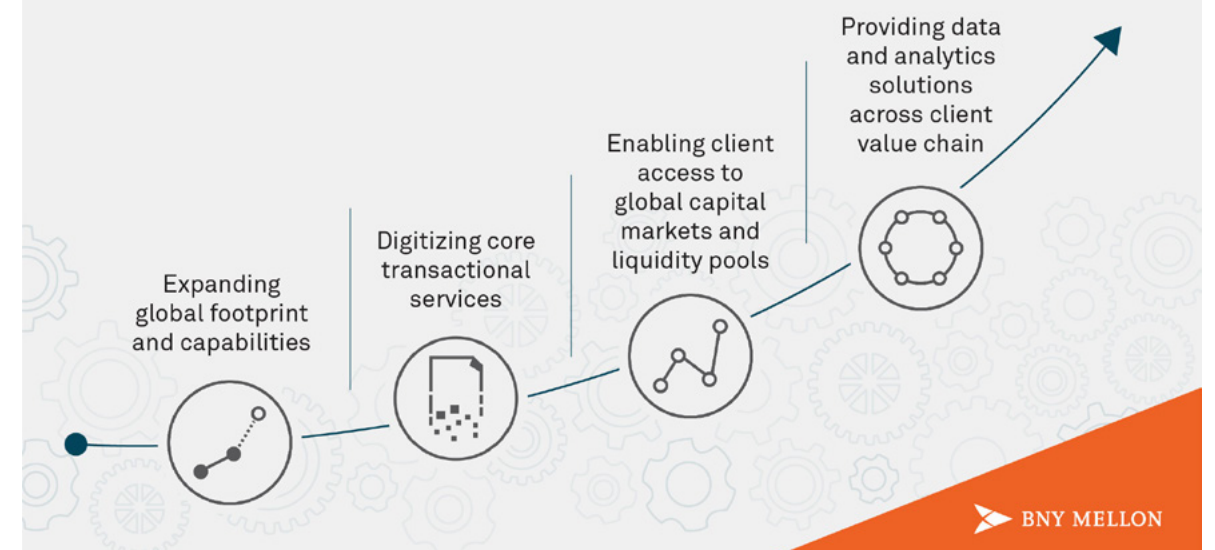 Expanding
global footprint
and capabilities
Digitizing core
transactional
services
Enabling client
access to
global capital
markets and
liquidity pools
Providing data
and analytics
solutions
across client
value chain
BNY MELLON